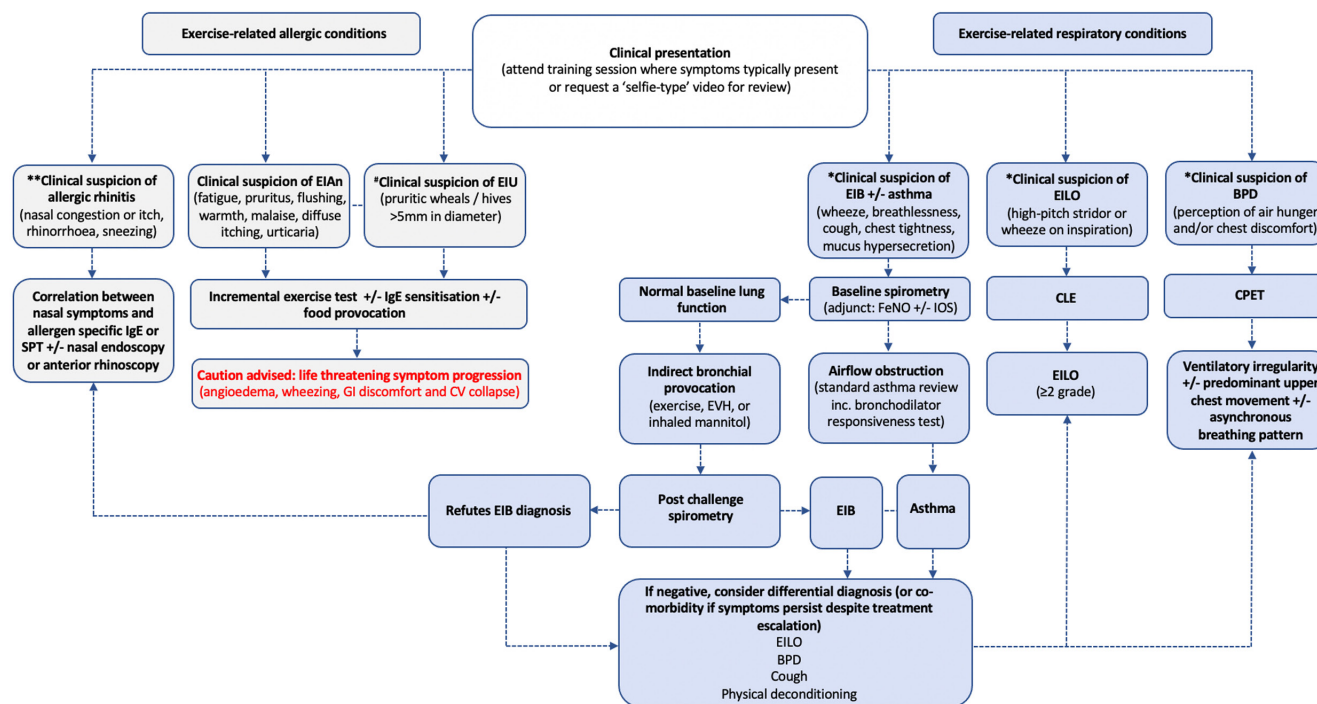 Exercise-related allergic conditions
Clinical presentation
(attend training session where symptoms typically present
or request a ‘selfie-type’ video for review)
Exercise-related respiratory conditions
**Clinical suspicion of
allergic rhinitis
(nasal congestion or itch,
rhinorrhoea, sneezing)
Clinical suspicion of EIAn
(fatigue, pruritus, flushing,
warmth, malaise, diffuse
itching, urticaria)
#Clinical suspicion of EIU
(pruritic wheals / hives
>5mm in diameter)
*Clinical suspicion of
EIB +/- asthma
(wheeze, breathlessness,
cough, chest tightness,
mucus hypersecretion)
*Clinical suspicion of
EILO
(high-pitch stridor or
wheeze on inspiration)
*Clinical suspicion of
BPD
(perception of air hunger
and/or chest discomfort)
Correlation between
nasal symptoms and
allergen specific IgE or
SPT +/- nasal endoscopy
or anterior rhinoscopy
Incremental exercise test +/- IgE sensitisation +/-
food provocation
Caution advised: life threatening symptom progression
(angioedema, wheezing, GI discomfort and CV collapse)
Normal baseline lung
function
Baseline spirometry
(adjunct: FeNO +/- IOS)
CLE
CPET
Indirect bronchial
provocation
(exercise, EVH, or
inhaled mannitol)
Airflow obstruction
(standard asthma review
inc. bronchodilator
responsiveness test)
EILO
(≥2 grade)
Ventilatory irregularity
+/- predominant upper
chest movement +/-
asynchronous
breathing pattern
Refutes EIB diagnosis
Post challenge
spirometry
EIB
Asthma
If negative, consider differential diagnosis (or co-
morbidity if symptoms persist despite treatment
escalation)
EILO
BPD
Cough
Physical deconditioning